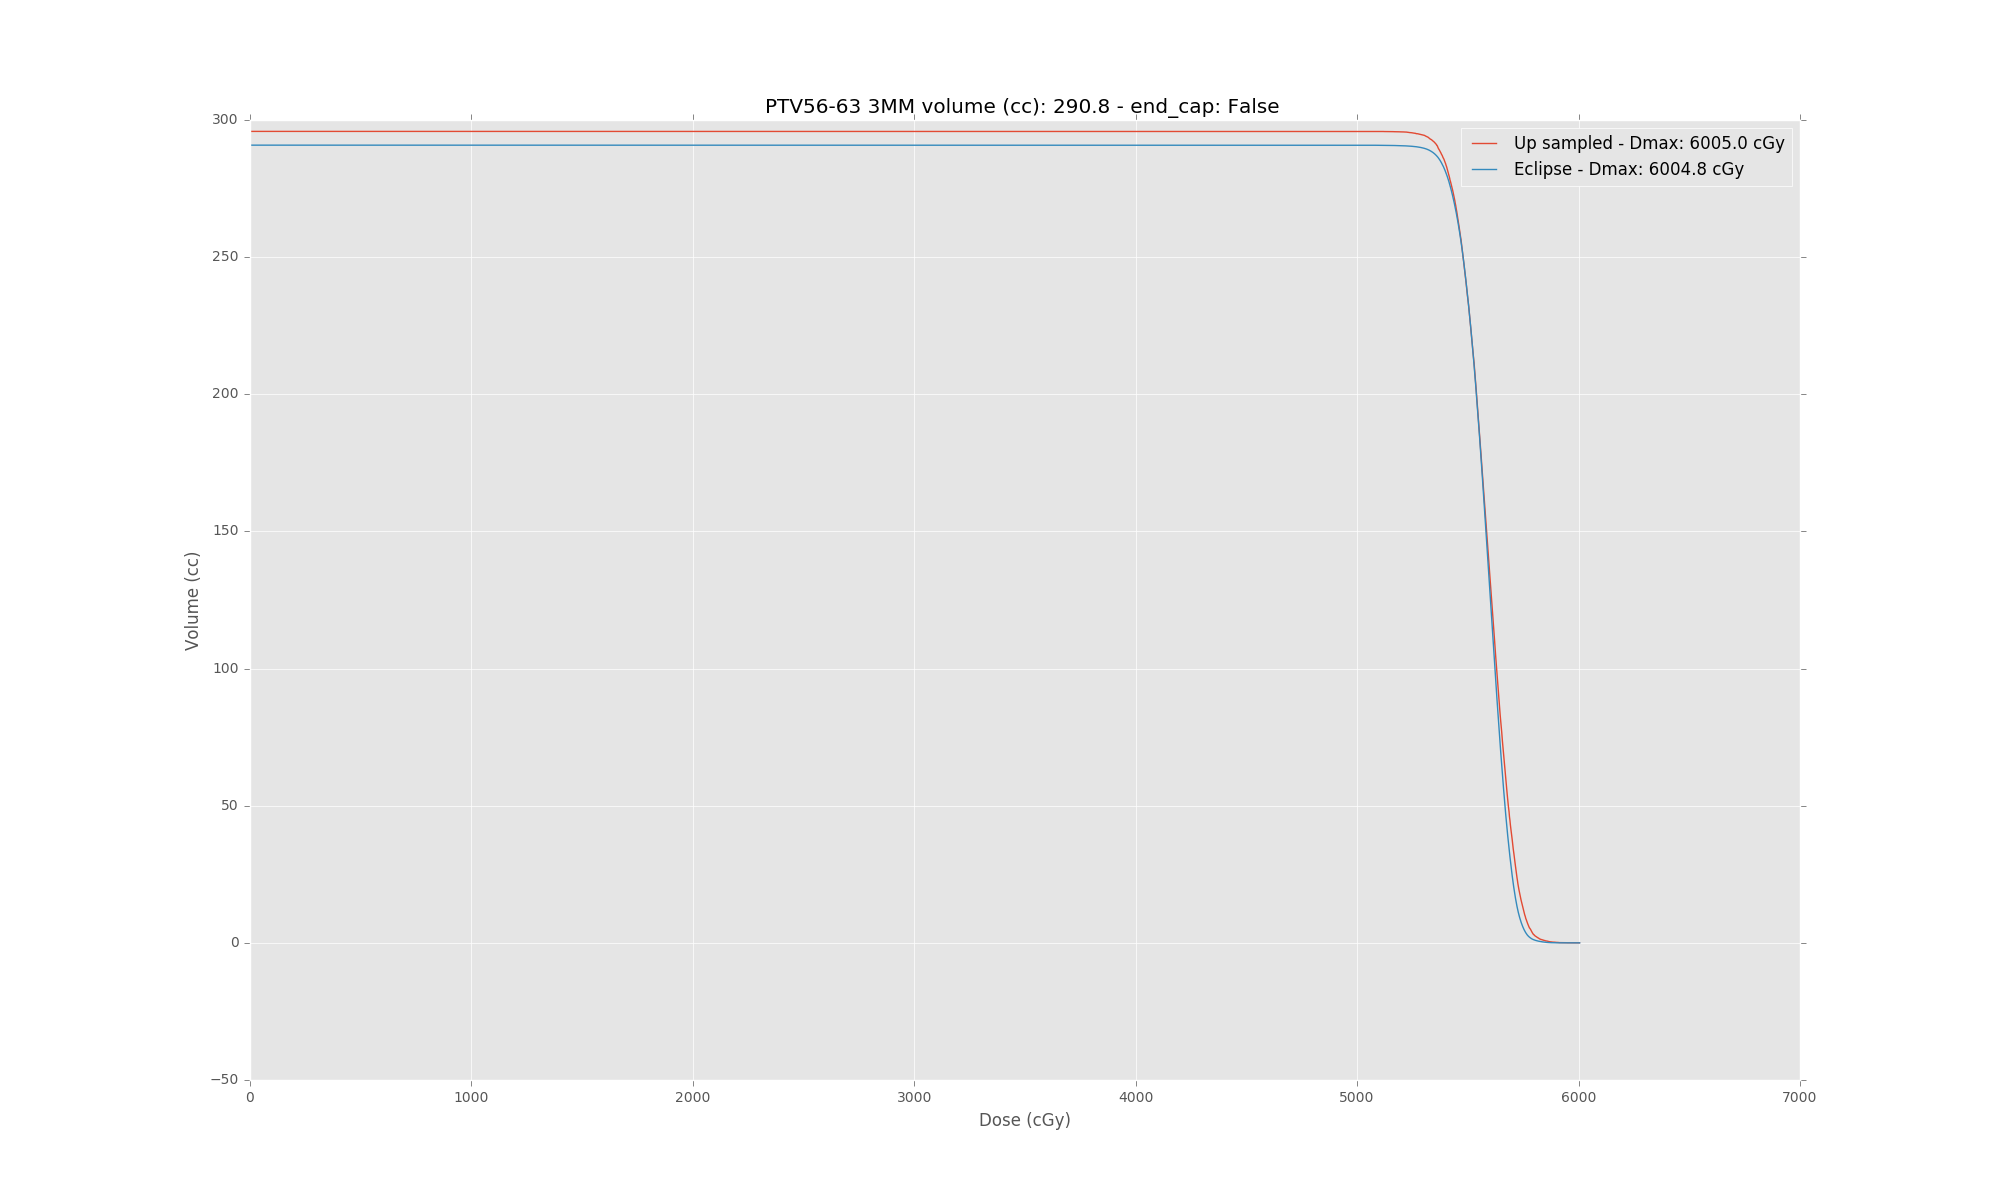 PTV56-63 3MM volume (cc): 290.8 - end_cap: False
300
250
200
150
100
50
0
−50
Volume (cc)
Up sampled - Dmax: 6005.0 cGy
Eclipse - Dmax: 6004.8 cGy
0 1000 2000 3000 4000 5000 6000 7000
Dose (cGy)